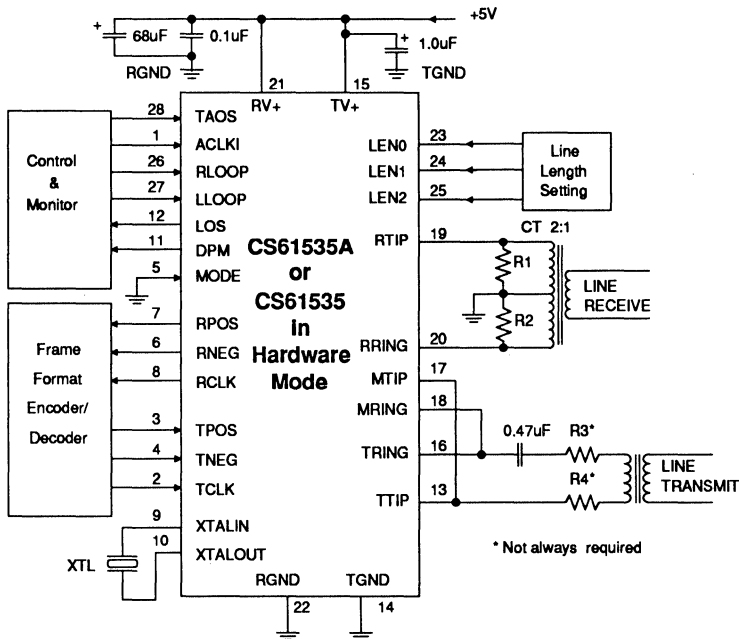 +5V
+
68uF
0.1uF
+
1.0uF
RGND
TGND
21
15
RV+
TV+
Control
&
Monitor
28
TAOS
1
ACLKI
26
RLOOP
27
LLOOP
12
LOS
11
DPM
5
MODE
CS61535A
or
CS61535
in
Hardware
Mode
LEN0
23
LEN1
24
LEN2
25
Line
Length
Setting
RTIP
19
CT 2:1
R1
R2
LINE
RECEIVE
RRING
20
Frame
Format
Encoder/
Decoder
7
RPOS
6
RNEG
8
RCLK
3
TPOS
4
TNEG
2
TCLK
MTIP
17
MRING
18
TRING
16
0.47uF
R3*
TTIP
13
R4*
LINE
TRANSMIT
9
XTALIN
10
XTALOUT
XTL
* Not always required
RGND
TGND
22
14